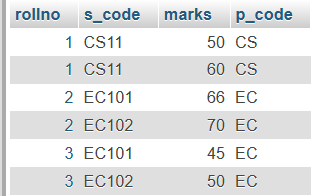 rollno s_code marks p_code
1 CS11 50 CS
1 CS11 60 CS
2 EC101 66 EC
2 EC102 70 EC
3 EC101 45 EC
3 EC102 50 EC